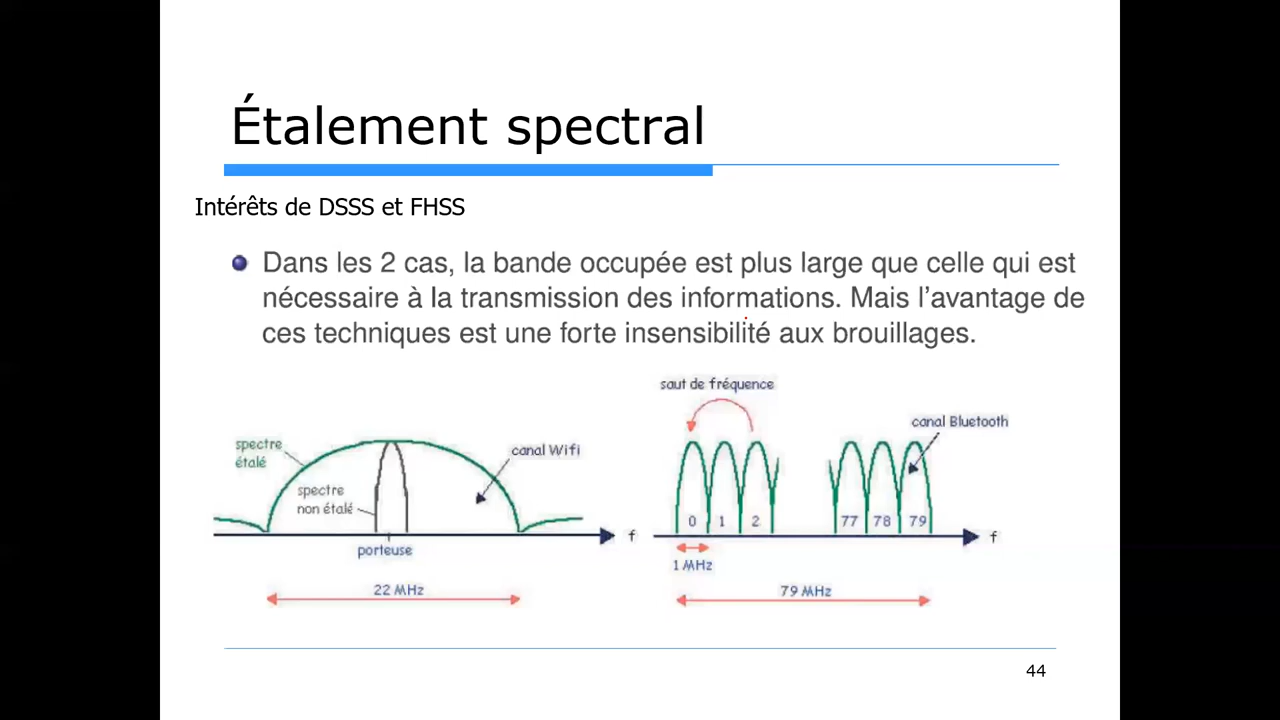 Étalement spectral
Intérêts de DSSS et FHSS
Dans les 2 cas, la bande occupée est plus large que celle qui est
nécessaire à la transmission des informations. Mais l'avantage de
ces techniques est une forte insensibilité aux brouillages.
spectre
étalé
spectre
non étalé
canal Wifi
porteuse
f
22 MHz
saut de fréquence
canal Bluetooth
0 1 2 77 78 79
f
1 MHz
79 MHz
44